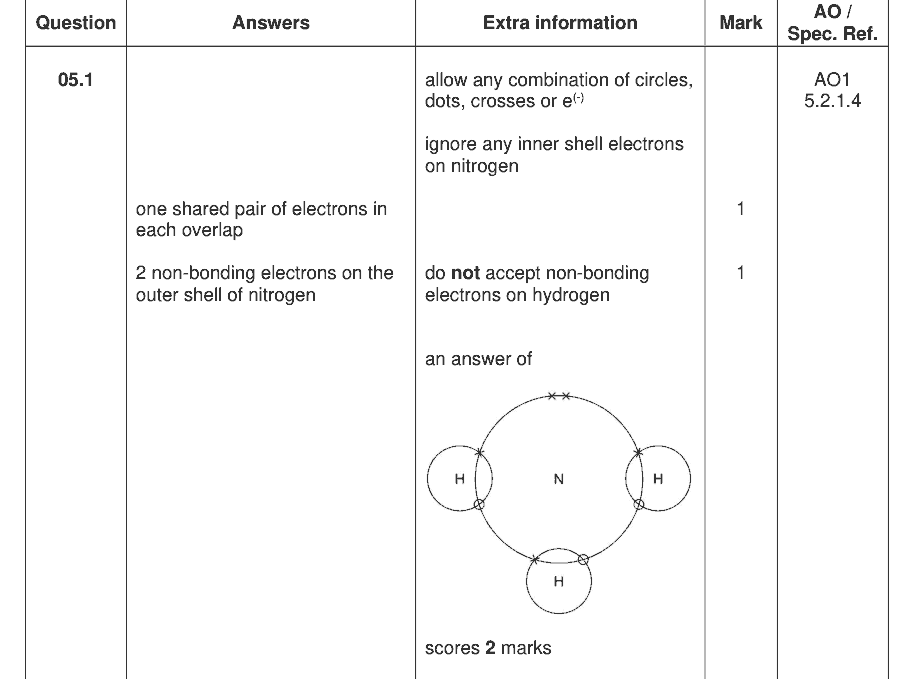 Question
Answers
Extra information
Mark
AO /
Spec. Ref.
05.1
allow any combination of circles,
dots, crosses or e(-)
AO1
5.2.1.4
ignore any inner shell electrons
on nitrogen
one shared pair of electrons in
each overlap
1
2 non-bonding electrons on the
outer shell of nitrogen
do not accept non-bonding
electrons on hydrogen
1
an answer of
H
N
H
H
scores 2 marks